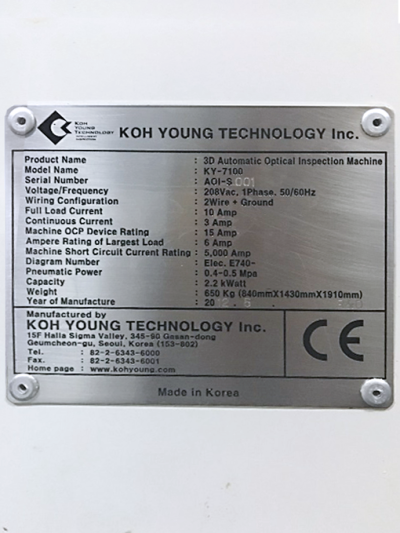 KOH
YOUNG
TECHNOLOGY
KOH YOUNG TECHNOLOGY Inc.
Product Name : 3D Automatic Optical Inspection Machine
Model Name : KY-7100
Serial Number : AOI-S 001
Voltage/Frequency : 208Vac, 1Phase, 50/60Hz
Wiring Configuration : 2Wire + Ground
Full Load Current : 10 Amp
Continuous Current : 3 Amp
Machine OCP Device Rating : 15 Amp
Ampere Rating of Largest Load : 6 Amp
Machine Short Circuit Current Rating : 5,000 Amp
Diagram Number : Elec. E740-
Pneumatic Power : 0.4-0.5 Mpa
Capacity : 2.2 kWatt
Weight : 650 Kg (840mmX1430mmX1910mm)
Year of Manufacture : 20
Manufactured by
KOH YOUNG TECHNOLOGY Inc.
15F Halla Sigma Valley, 345-90 Gasan-dong
Geumcheon-gu, Seoul, Korea (153-802)
Tel. : 82-2-6343-6000
Fax. : 82-2-6343-6001
Home page : www.kohyoung.com
CE
Made in Korea